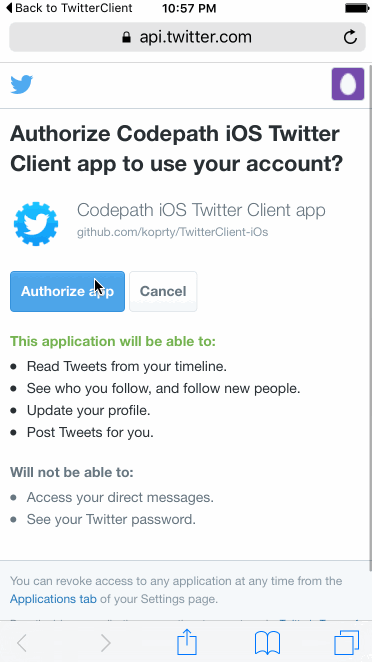 Back to TwitterClient 10:57 PM
api.twitter.com
Authorize Codepath iOS Twitter
Client app to use your account?
Codepath iOS Twitter Client app
github.com/koprty/TwitterClient-iOs
Authorize app Cancel
This application will be able to:
Read Tweets from your timeline.
See who you follow, and follow new people.
Update your profile.
Post Tweets for you.
Will not be able to:
Access your direct messages.
See your Twitter password.
You can revoke access to any application at any time from the
Applications tab of your Settings page.